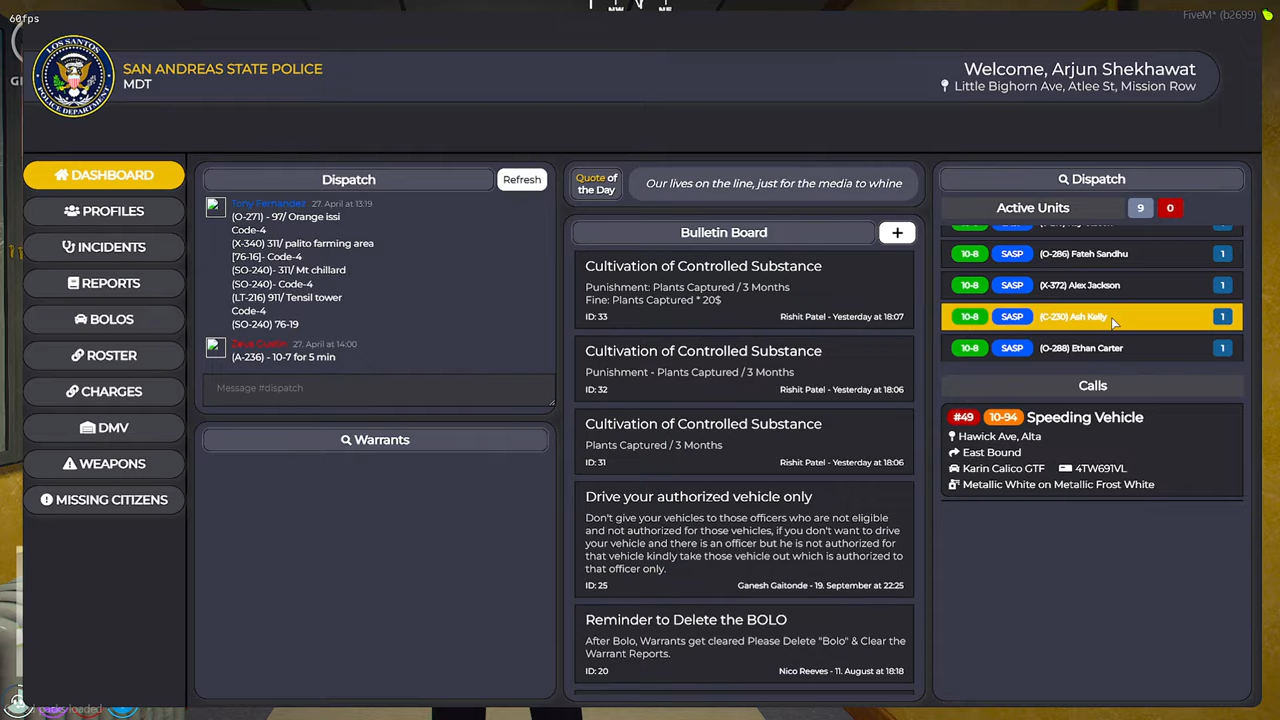 60fps
NW
NE
FiveM* (b2699)
LOS SANTOS
POLICE DEPARTMENT
SAN ANDREAS STATE POLICE
MDT
Welcome, Arjun Shekhawat
Little Bighorn Ave, Atlee St, Mission Row
DASHBOARD
PROFILES
INCIDENTS
REPORTS
BOLOS
ROSTER
CHARGES
DMV
WEAPONS
MISSING CITIZENS
Dispatch
Refresh
Tony Fernandez 27. April at 13:19
(O-271) - 97/ Orange issi
Code-4
(X-340) 311/ palito farming area
[76-16]- Code-4
(SO-240)- 311/ Mt chillard
(SO-240)- Code-4
(LT-216) 911/ Tensil tower
Code-4
(SO-240) 76-19
27. April at 14:00
(A-236) - 10-7 for 5 min
Message #dispatch
Warrants
Quote of
the Day
Our lives on the line, just for the media to whine
Bulletin Board
+
Cultivation of Controlled Substance
Punishment: Plants Captured / 3 Months
Fine: Plants Captured * 20$
ID: 33
Rishit Patel - Yesterday at 18:07
Cultivation of Controlled Substance
Punishment - Plants Captured / 3 Months
ID: 32
Rishit Patel - Yesterday at 18:06
Cultivation of Controlled Substance
Plants Captured / 3 Months
ID: 31
Rishit Patel - Yesterday at 18:06
Drive your authorized vehicle only
Don't give your vehicles to those officers who are not eligible
and not authorized for those vehicles, if you don't want to drive
your vehicle and there is an officer but he is not authorized for
that vehicle kindly take those vehicle out which is authorized to
that officer only.
ID: 25
Ganesh Gaitonde - 19. September at 22:25
Reminder to Delete the BOLO
After Bolo, Warrants get cleared Please Delete "Bolo" & Clear the
Warrant Reports.
ID: 20
Nico Reeves - 11. August at 18:18
Dispatch
Active Units 9 0
10-8 SASP (O-286) Fateh Sandhu 1
10-8 SASP (X-372) Alex Jackson 1
10-8 SASP (C-230) Ash Kelly 1
10-8 SASP (O-288) Ethan Carter 1
Calls
#49 10-94 Speeding Vehicle
Hawick Ave, Alta
East Bound
Karin Calico GTF 4TW691VL
Metallic White on Metallic Frost White
packs loaded